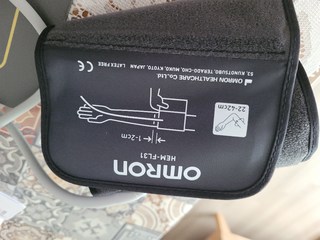 OMRON
HEM-FL31
22-42cm
1-2cm
OMRON HEALTHCARE Co.,Ltd.
53, KUNOTSUBO, TERADO-CHO, MUKO, KYOTO, JAPAN LATEX FREE
CE